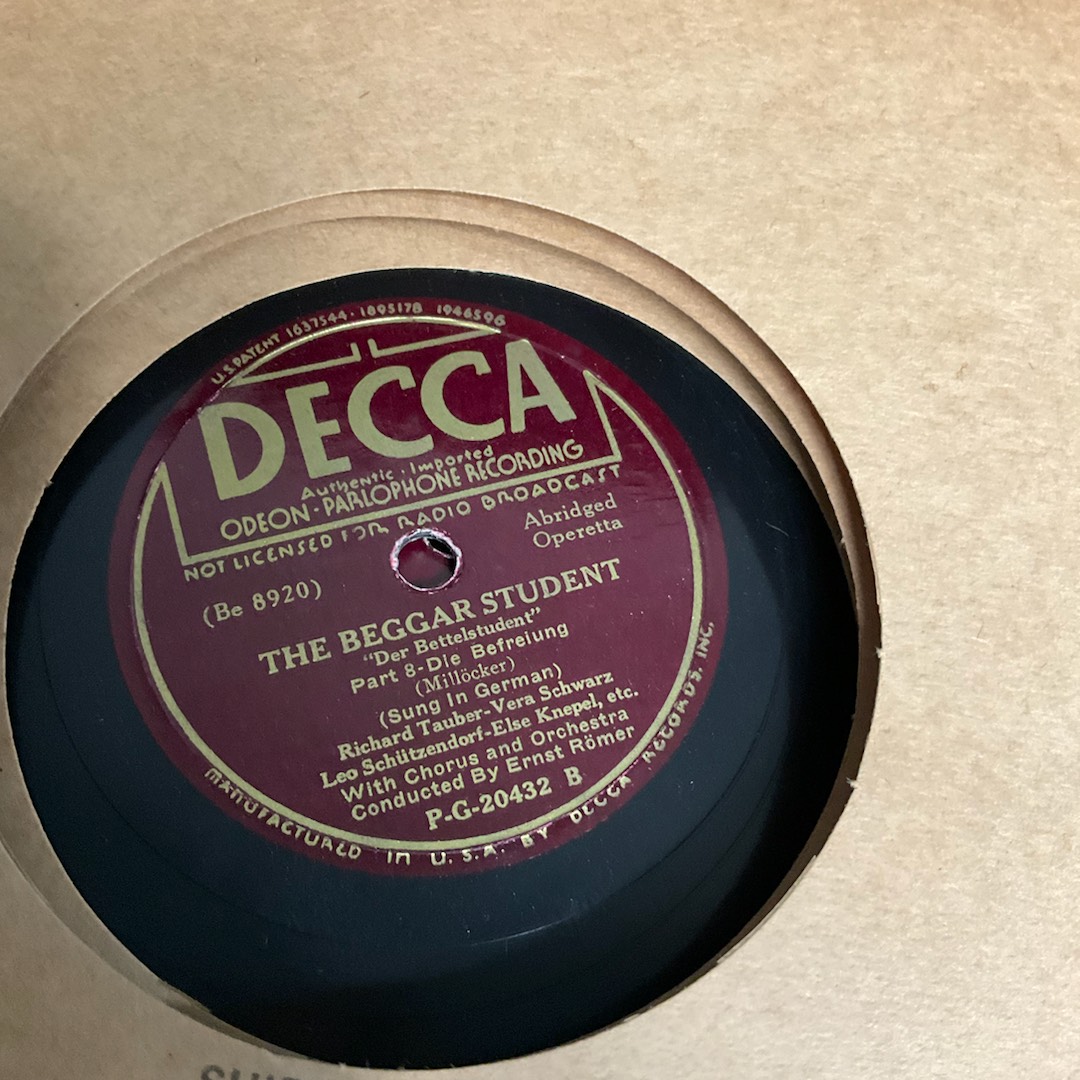 U.S. PATENT 1637544 · 1895178 1946596
DECCA
Authentic · Imported
ODEON · PARLOPHONE RECORDING
NOT LICENSED FOR RADIO BROADCAST
Abridged
Operetta
(Be 8920)
THE BEGGAR STUDENT
"Der Bettelstudent"
Part 8-Die Befreiung
(Millöcker)
(Sung in German)
Richard Tauber-Vera Schwarz
Leo Schützendorf-Else Knepel, etc.
With Chorus and Orchestra
Conducted By Ernst Römer
P-G-20432 B
MANUFACTURED IN U.S.A. BY DECCA RECORDS, INC.